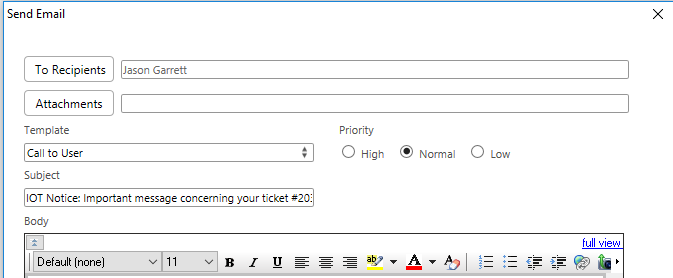 Send Email
To Recipients Jason Garrett
Attachments
Template Priority
Call to User High Normal Low
Subject
IOT Notice: Important message concerning your ticket #20
Body
full view
Default (none) 11 B I U ab A